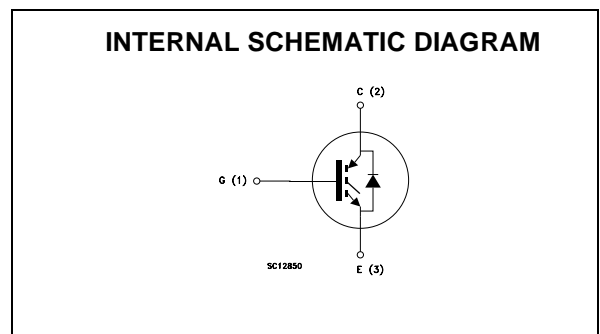 INTERNAL SCHEMATIC DIAGRAM
C (2)
G (1)
SC12850
E (3)